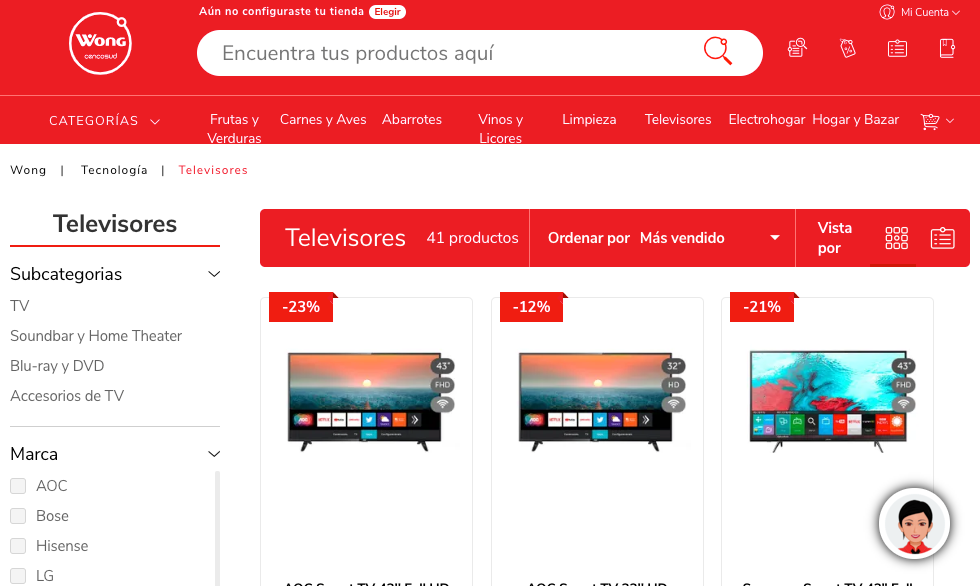 Aún no configuraste tu tienda Elegir
Mi Cuenta
Wong
cencosud
Encuentra tus productos aquí
CATEGORÍAS
Frutas y
Verduras
Carnes y Aves
Abarrotes
Vinos y
Licores
Limpieza
Televisores
Electrohogar
Hogar y Bazar
Wong | Tecnología | Televisores
Televisores
Subcategorias
TV
Soundbar y Home Theater
Blu-ray y DVD
Accesorios de TV
Marca
AOC
Bose
Hisense
LG
Televisores 41 productos
Ordenar por Más vendido
Vista
por
-23%
43"
FHD
-12%
32"
HD
-21%
43"
FHD